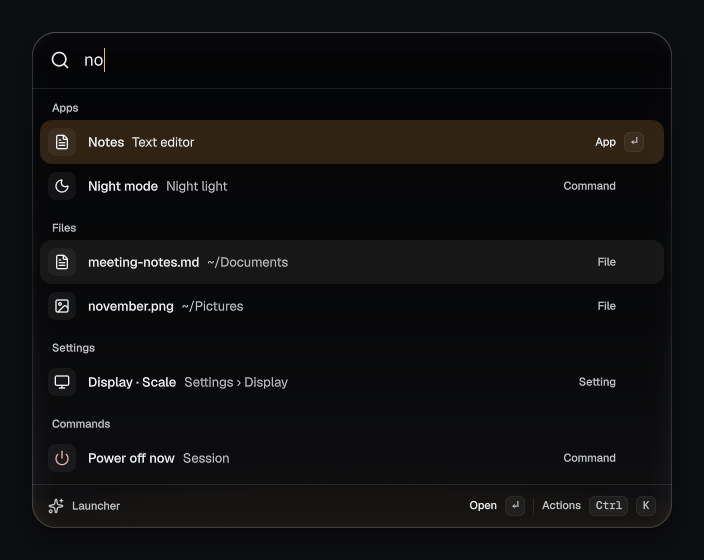 no
Apps
Notes Text editor App ↵
Night mode Night light Command
Files
meeting-notes.md ~/Documents File
november.png ~/Pictures File
Settings
Display · Scale Settings › Display Setting
Commands
Power off now Session Command
Launcher Open ↵ Actions Ctrl K